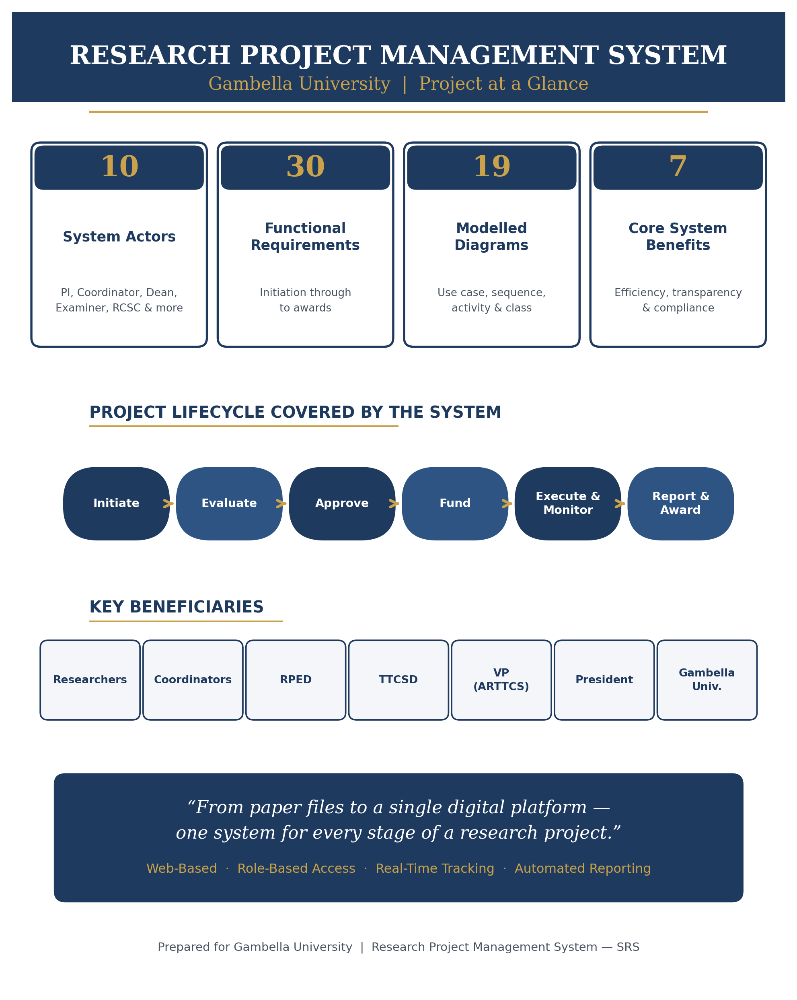 RESEARCH PROJECT MANAGEMENT SYSTEM
Gambella University | Project at a Glance
10
System Actors
PI, Coordinator, Dean,
Examiner, RCSC & more
30
Functional
Requirements
Initiation through
to awards
19
Modelled
Diagrams
Use case, sequence,
activity & class
7
Core System
Benefits
Efficiency, transparency
& compliance
PROJECT LIFECYCLE COVERED BY THE SYSTEM
Initiate
Evaluate
Approve
Fund
Execute &
Monitor
Report &
Award
KEY BENEFICIARIES
Researchers
Coordinators
RPED
TTCSD
VP
(ARTTCS)
President
Gambella
Univ.
“From paper files to a single digital platform —
one system for every stage of a research project.”
Web-Based · Role-Based Access · Real-Time Tracking · Automated Reporting
Prepared for Gambella University | Research Project Management System — SRS